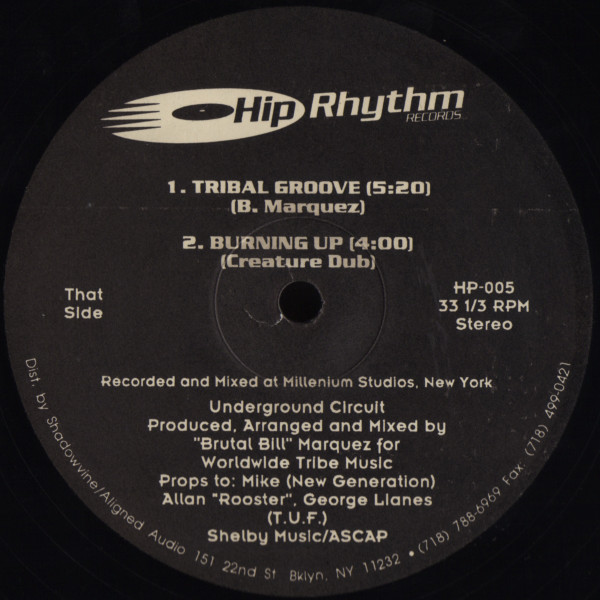 Hip Rhythm
RECORDS
1. TRIBAL GROOVE (5:20)
(B. Marquez)
2. BURNING UP (4:00)
(Creature Dub)
That
Side
HP-005
33 1/3 RPM
Stereo
Recorded and Mixed at Millenium Studios, New York
Underground Circuit
Produced, Arranged and Mixed by
"Brutal Bill" Marquez for
Worldwide Tribe Music
Props to: Mike (New Generation)
Allan "Rooster", George Llanes
(T.U.F.)
Shelby Music/ASCAP
Dist. by Shadowvine/Aligned Audio 151 22nd St Bklyn, NY 11232 • (718) 788-6969 Fax: (718) 499-0421